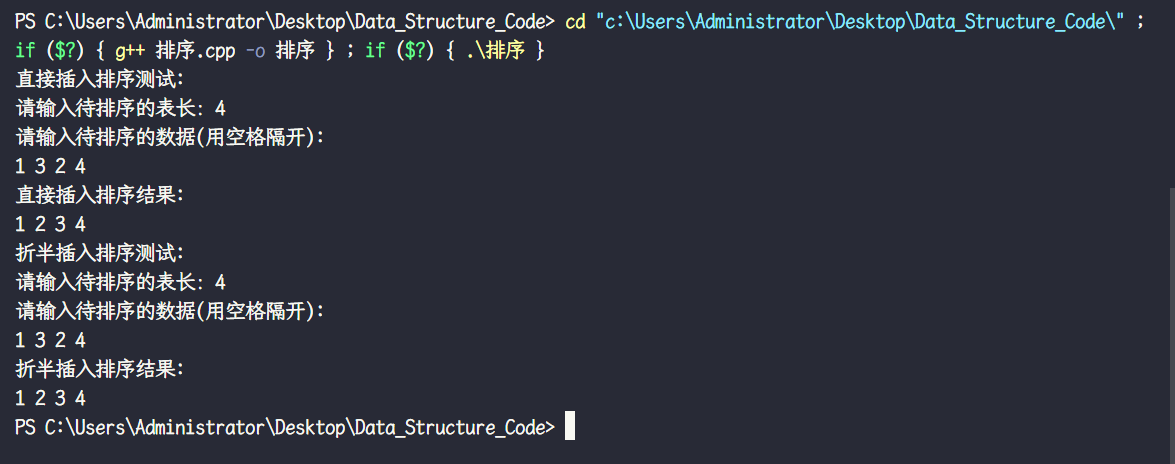 PS C:\Users\Administrator\Desktop\Data_Structure_Code> cd "c:\Users\Administrator\Desktop\Data_Structure_Code\" ;
if ($?) { g++ 排序.cpp -o 排序 } ; if ($?) { .\排序 }
直接插入排序测试:
请输入待排序的表长: 4
请输入待排序的数据(用空格隔开):
1 3 2 4
直接插入排序结果:
1 2 3 4
折半插入排序测试:
请输入待排序的表长: 4
请输入待排序的数据(用空格隔开):
1 3 2 4
折半插入排序结果:
1 2 3 4
PS C:\Users\Administrator\Desktop\Data_Structure_Code>